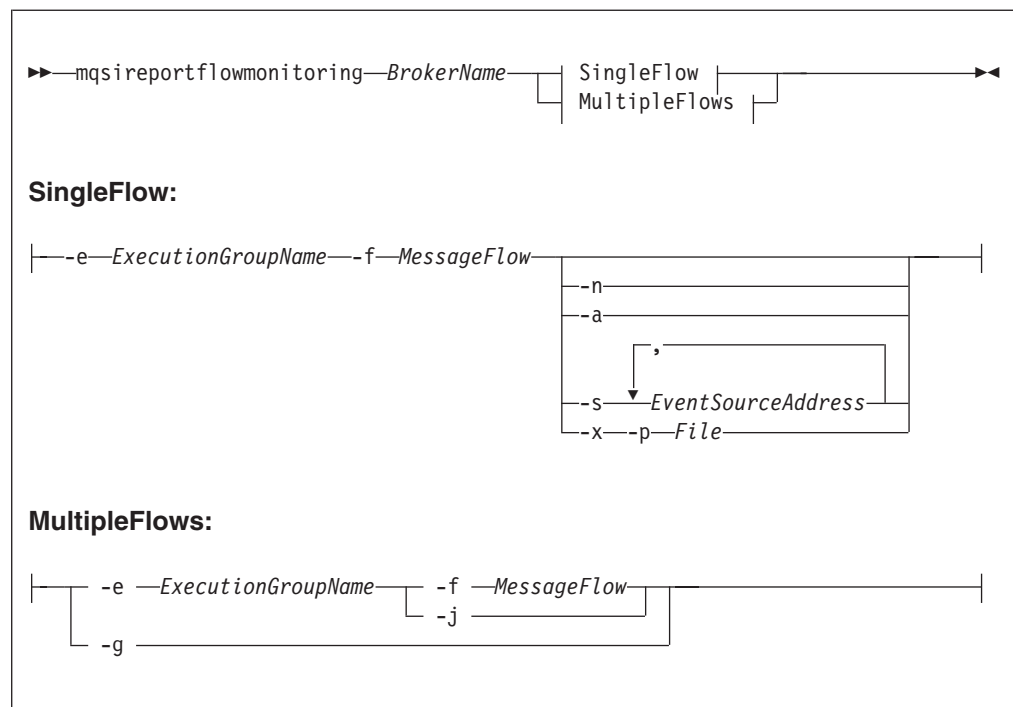 mqsireportflowmonitoring BrokerName SingleFlow
MultipleFlows
SingleFlow:
-e ExecutionGroupName -f MessageFlow
-n
-a
,
-s EventSourceAddress
-x -p File
MultipleFlows:
-e ExecutionGroupName -f MessageFlow
-j
-g